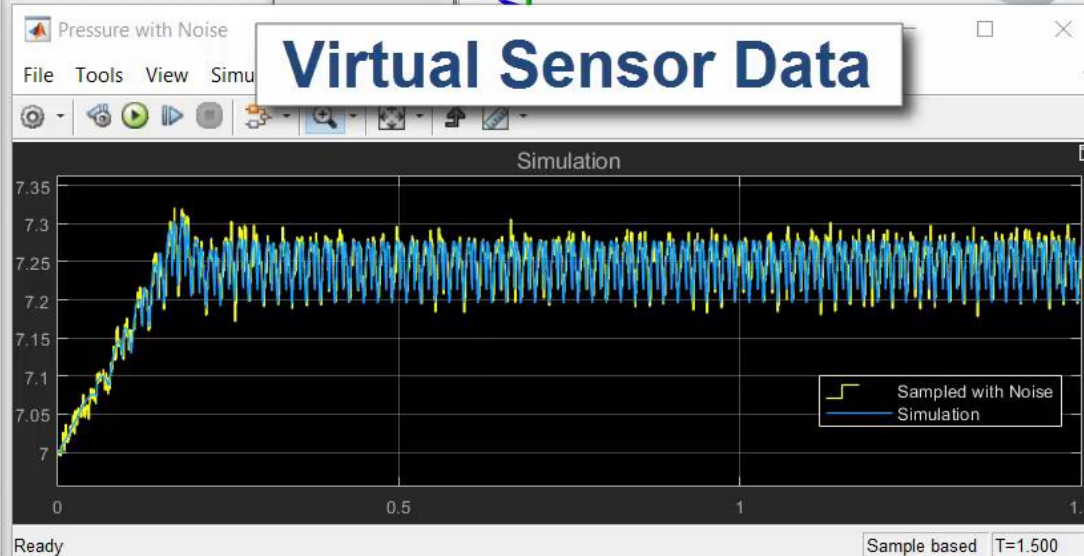 Pressure with Noise
Virtual Sensor Data
File Tools View Simu
Simulation
7.35
7.3
7.25
7.2
7.15
7.1
7.05
7
Sampled with Noise
Simulation
0 0.5 1 1.
Ready Sample based T=1.500